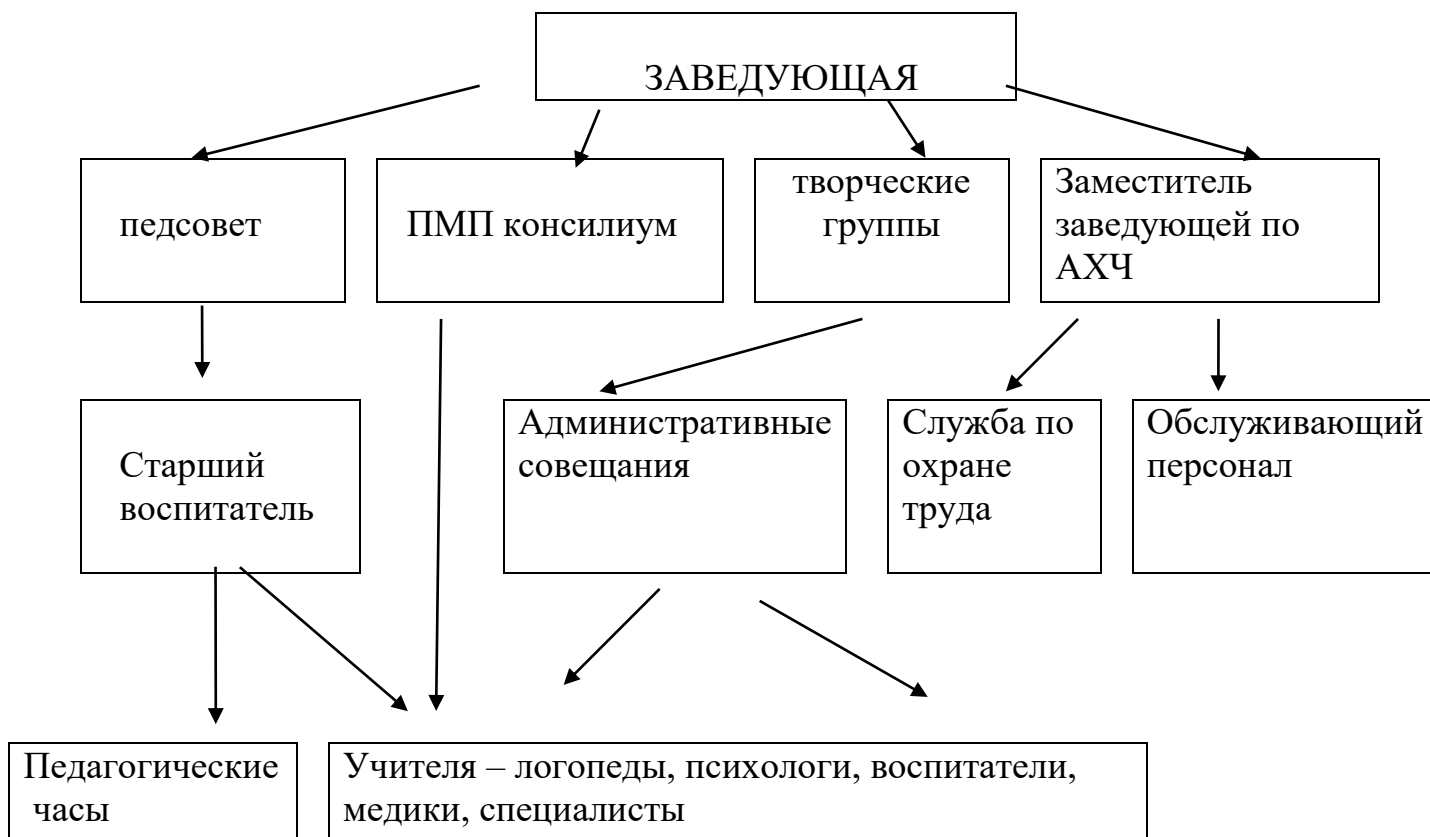 ЗАВЕДУЮЩАЯ
педсовет
ПМП консилиум
творческие
группы
Заместитель
заведующей по
АХЧ
Старший
воспитатель
Административные
совещания
Служба по
охране
труда
Обслуживающий
персонал
Педагогические
часы
Учителя – логопеды, психологи, воспитатели,
медики, специалисты